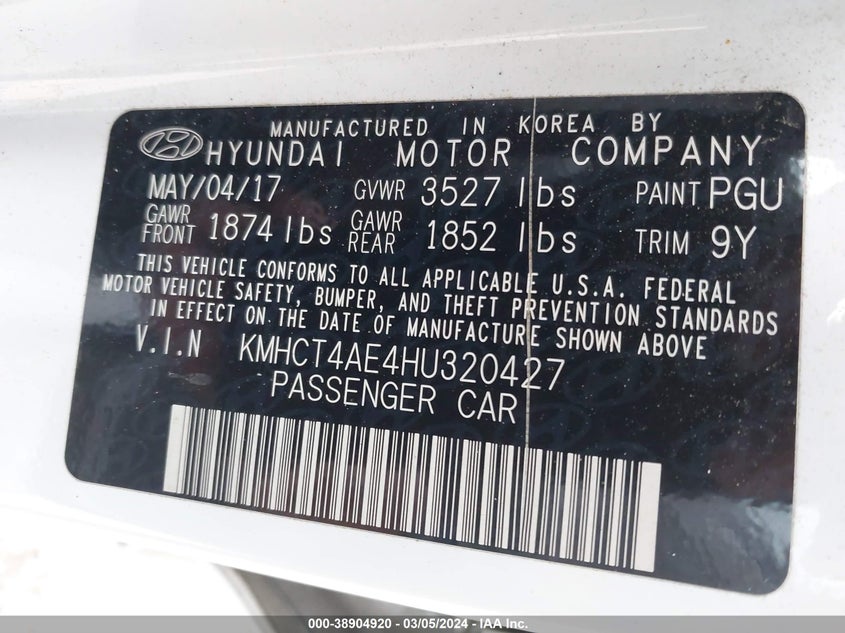 MANUFACTURED IN KOREA BY
HYUNDAI MOTOR COMPANY
MAY/04/17 GVWR 3527 lbs PAINT PGU
GAWR FRONT 1874 lbs GAWR REAR 1852 lbs TRIM 9Y
THIS VEHICLE CONFORMS TO ALL APPLICABLE U.S.A. FEDERAL
MOTOR VEHICLE SAFETY, BUMPER, AND THEFT PREVENTION STANDARDS
IN EFFECT ON THE DATE OF MANUFACTURE SHOWN ABOVE
V.I.N KMHCT4AE4HU320427
PASSENGER CAR
000-38904920 - 03/05/2024 - IAA Inc.